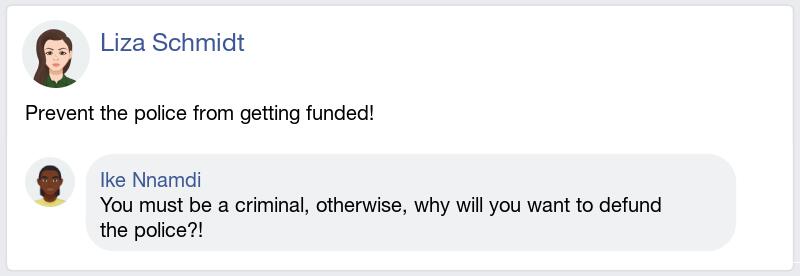 Liza Schmidt
Prevent the police from getting funded!
Ike Nnamdi
You must be a criminal, otherwise, why will you want to defund
the police?!